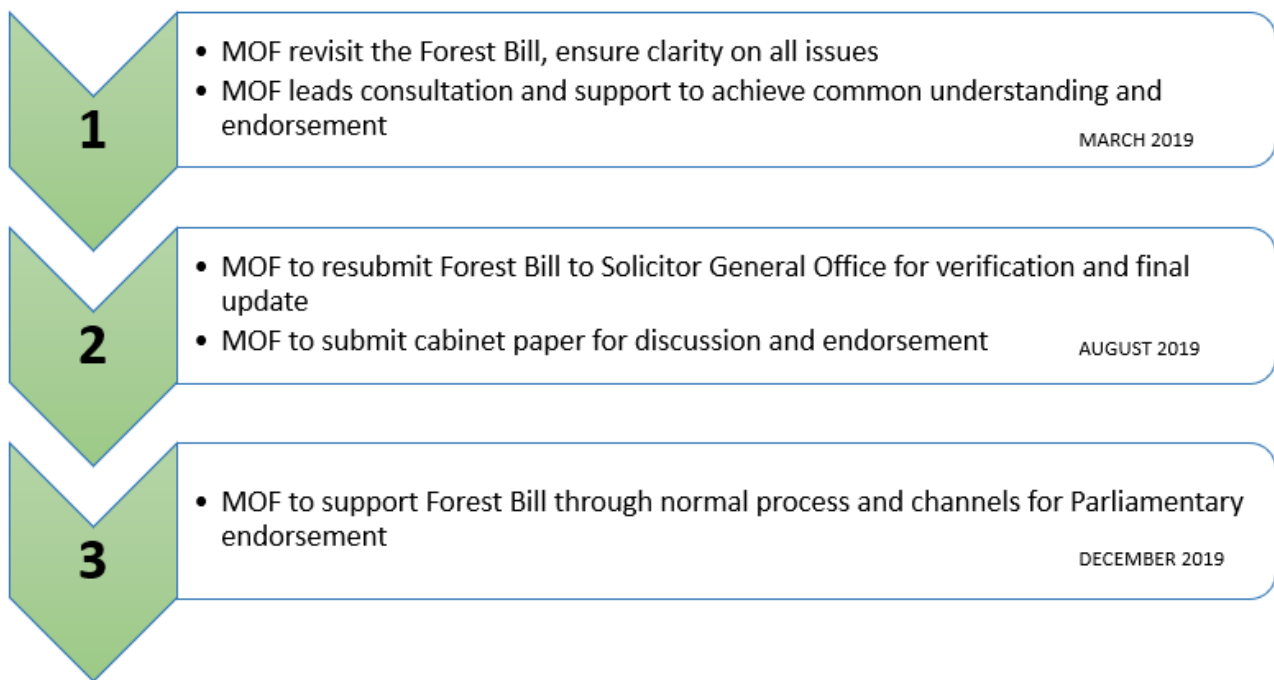 1
• MOF revisit the Forest Bill, ensure clarity on all issues
• MOF leads consultation and support to achieve common understanding and
endorsement
MARCH 2019
2
• MOF to resubmit Forest Bill to Solicitor General Office for verification and final
update
• MOF to submit cabinet paper for discussion and endorsement
AUGUST 2019
3
• MOF to support Forest Bill through normal process and channels for Parliamentary
endorsement
DECEMBER 2019